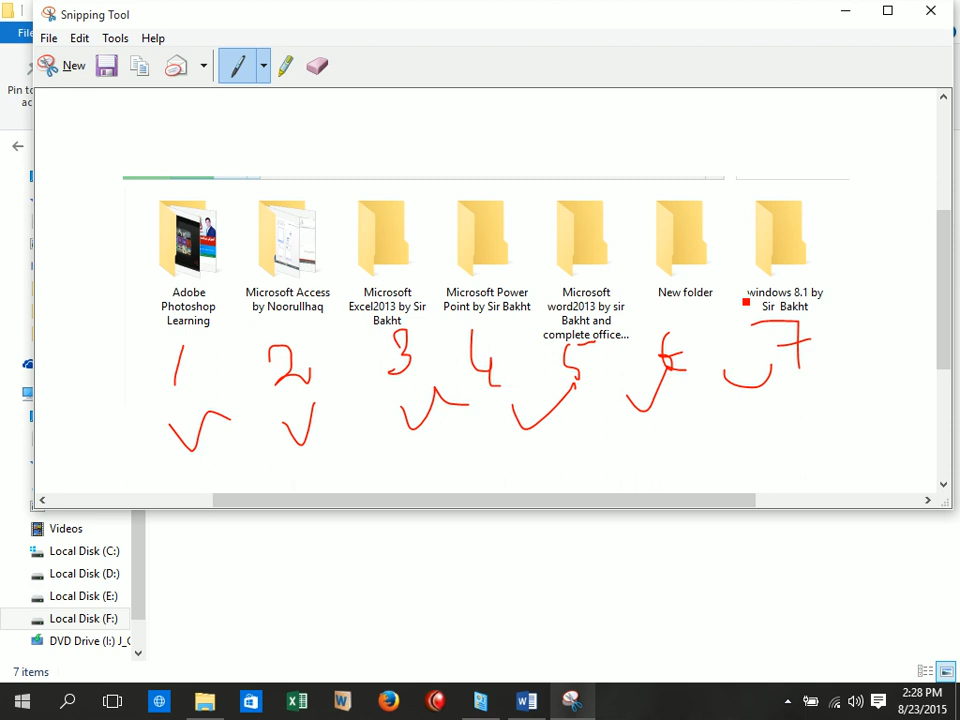 Snipping Tool
File
File Edit Tools Help
New
Pin to
ac
Adobe
Photoshop
Learning
Microsoft Access
by Noorullhaq
Microsoft
Excel2013 by Sir
Bakht
Microsoft Power
Point by Sir Bakht
Microsoft
word2013 by sir
Bakht and
complete office...
New folder
windows 8.1 by
Sir Bakht
1 2 3 4 5 6 7
Videos
Local Disk (C:)
Local Disk (D:)
Local Disk (E:)
Local Disk (F:)
DVD Drive (I:) J_C
7 items
2:28 PM
8/23/2015